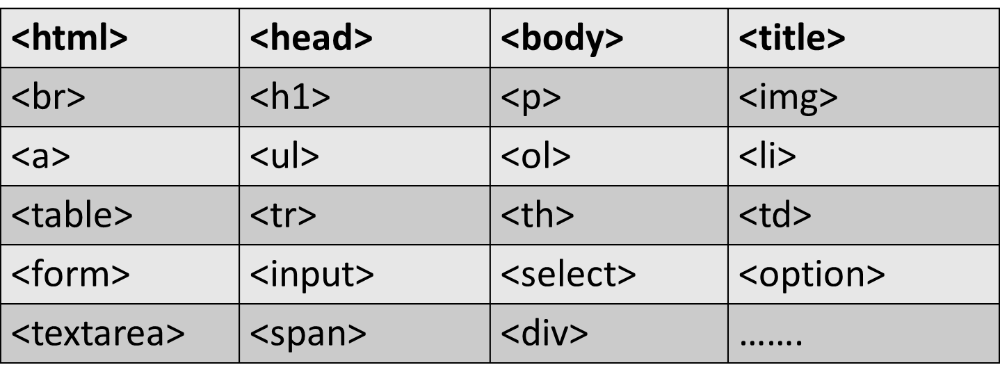 <html> <head> <body> <title>
<br> <h1> <p> <img>
<a> <ul> <ol> <li>
<table> <tr> <th> <td>
<form> <input> <select> <option>
<textarea> <span> <div> …….